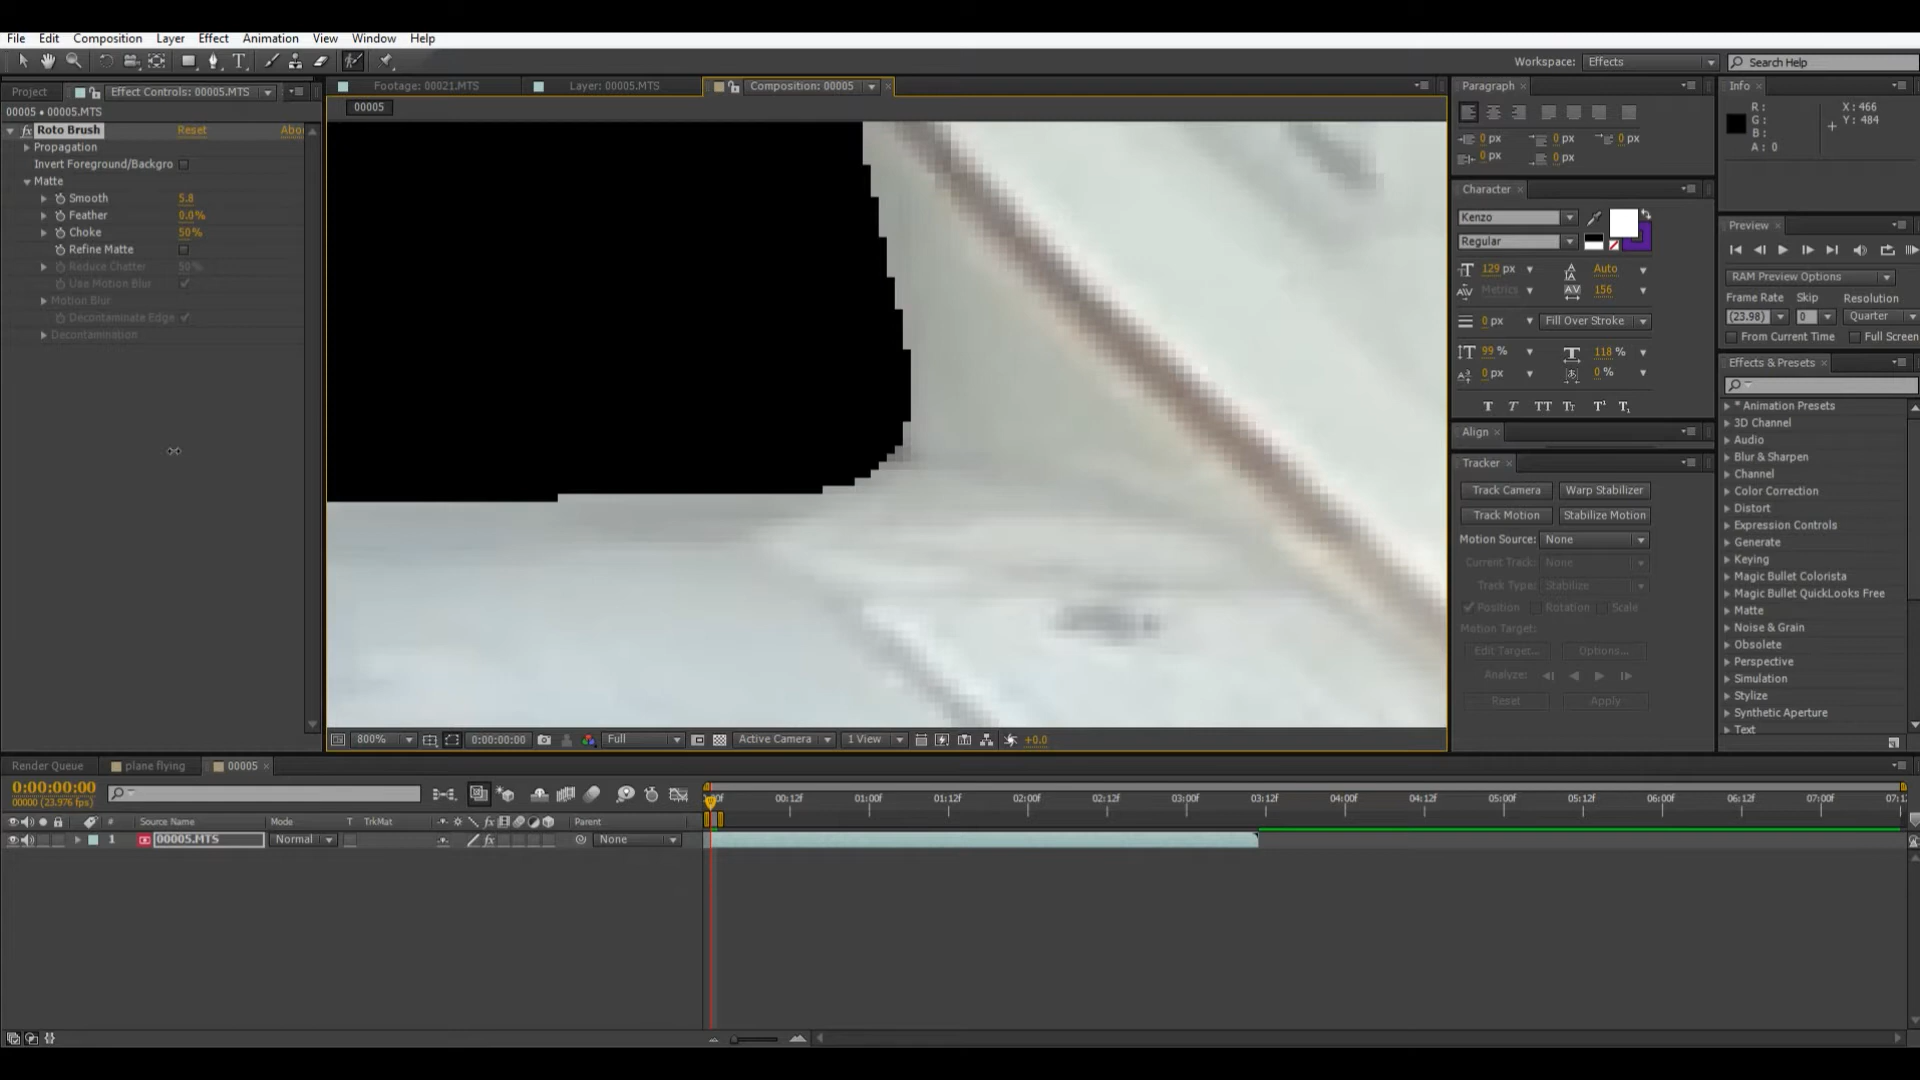 File Edit Composition Layer Effect Animation View Window Help
Workspace: Effects Search Help
Project Effect Controls: 00005.MTS
Footage: 00021.MTS Layer: 00005.MTS Composition: 00005
00005 • 00005.MTS
00005
fx Roto Brush Reset Abo
Propagation
Invert Foreground/Backgro
Matte
Smooth 5.8
Feather 0.0%
Choke 50%
Refine Matte
Reduce Chatter 50%
Use Motion Blur
Motion Blur
Decontaminate Edge
Decontamination
800% 0:00:00:00 Full Active Camera 1 View +0.0
Paragraph
0 px 0 px 0 px
0 px 0 px
Character
Kenzo
Regular
129 px Auto
Metrics 156
0 px Fill Over Stroke
99 % 118 %
0 px 0 %
T T TT Tr T¹ T₁
Align
Tracker
Track Camera Warp Stabilizer
Track Motion Stabilize Motion
Motion Source: None
Current Track: None
Track Type: Stabilize
Position Rotation Scale
Motion Target:
Edit Target... Options...
Analyze:
Reset Apply
Info
R: X: 466
G: Y: 484
B:
A: 0
Preview
RAM Preview Options
Frame Rate Skip Resolution
(23.98) 0 Quarter
From Current Time Full Screen
Effects & Presets
* Animation Presets
3D Channel
Audio
Blur & Sharpen
Channel
Color Correction
Distort
Expression Controls
Generate
Keying
Magic Bullet Colorista
Magic Bullet QuickLooks Free
Matte
Noise & Grain
Obsolete
Perspective
Simulation
Stylize
Synthetic Aperture
Text
Render Queue plane flying 00005
0:00:00:00
00000 (23.976 fps)
00:12f 01:00f 01:12f 02:00f 02:12f 03:00f 03:12f 04:00f 04:12f 05:00f 05:12f 06:00f 06:12f 07:00f
# Source Name Mode T TrkMat fx Parent
1 00005.MTS Normal fx None